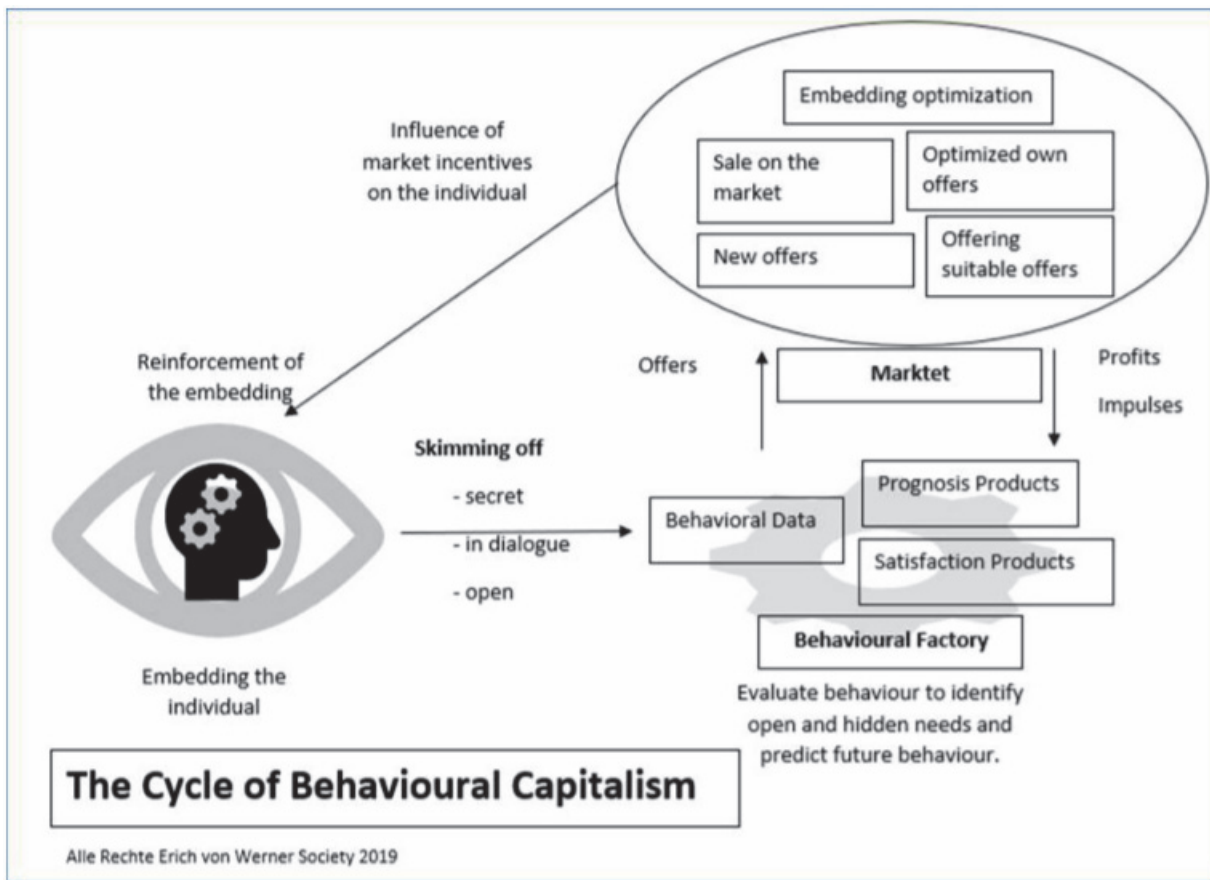 Embedding optimization
Influence of
market incentives
on the individual
Sale on the
market
Optimized own
offers
New offers
Offering
suitable offers
Reinforcement of
the embedding
Offers
Marktet
Profits
Impulses
Skimming off
- secret
- in dialogue
- open
Behavioral Data
Prognosis Products
Satisfaction Products
Behavioural Factory
Evaluate behaviour to identify
open and hidden needs and
predict future behaviour.
Embedding the
individual
The Cycle of Behavioural Capitalism
Alle Rechte Erich von Werner Society 2019